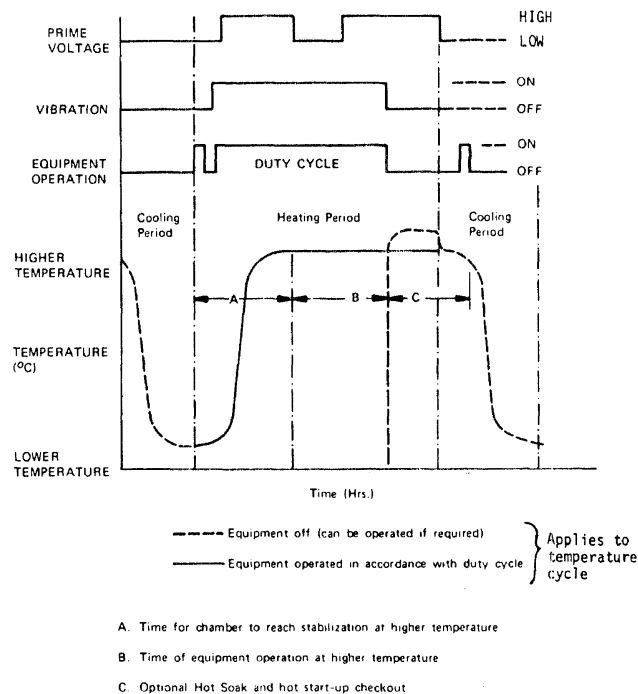 PRIME
VOLTAGE
HIGH
LOW
VIBRATION
ON
OFF
EQUIPMENT
OPERATION
DUTY CYCLE
ON
OFF
Cooling
Period
Heating Period
Cooling
Period
HIGHER
TEMPERATURE
A
B
C
TEMPERATURE
(ºC)
LOWER
TEMPERATURE
Time (Hrs.)
Equipment off (can be operated if required)
Equipment operated in accordance with duty cycle
Applies to
temperature
cycle
A. Time for chamber to reach stabilization at higher temperature
B. Time of equipment operation at higher temperature
C. Optional Hot Soak and hot start-up checkout